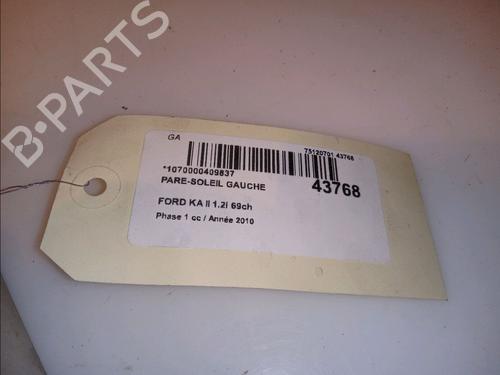 B-PARTS
GA
75120701 43768
*1070000409837
PARE-SOLEIL GAUCHE
43768
FORD KA II 1.2i 69ch
Phase 1 cc / Année 2010